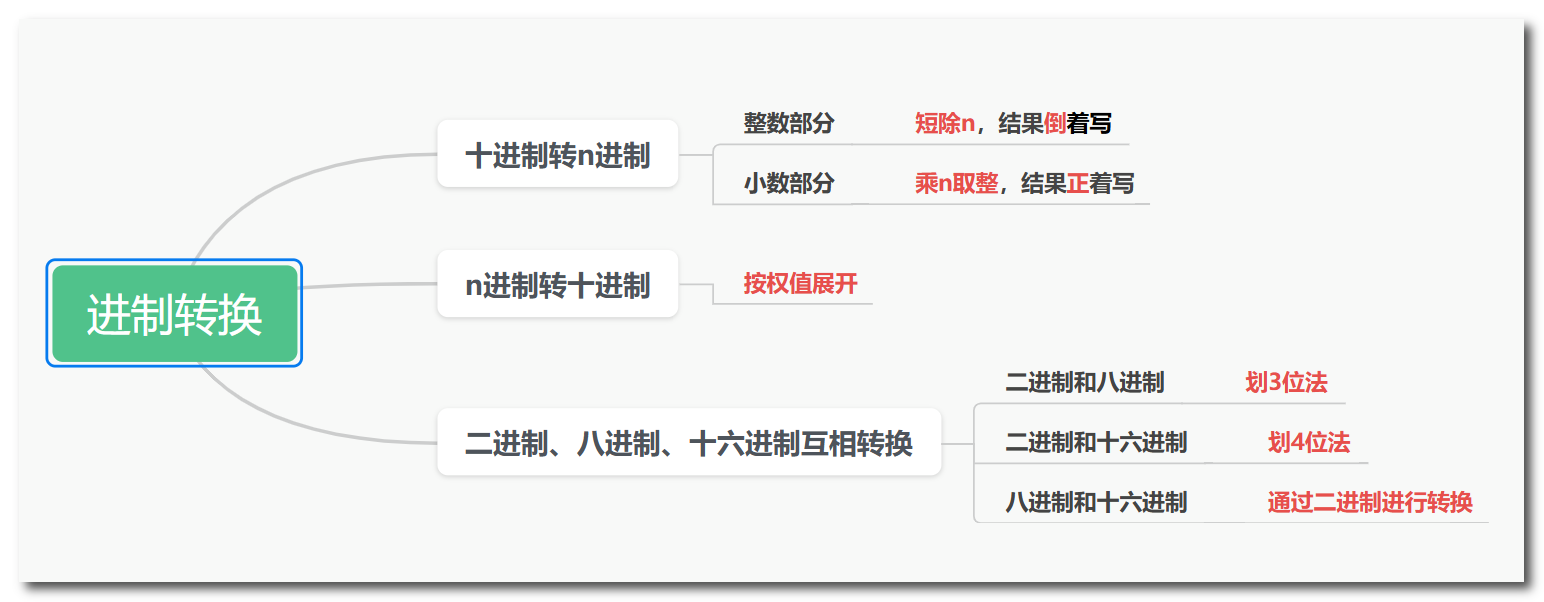 进制转换
十进制转n进制
整数部分 短除n，结果倒着写
小数部分 乘n取整，结果正着写
n进制转十进制
按权值展开
二进制、八进制、十六进制互相转换
二进制和八进制 划3位法
二进制和十六进制 划4位法
八进制和十六进制 通过二进制进行转换